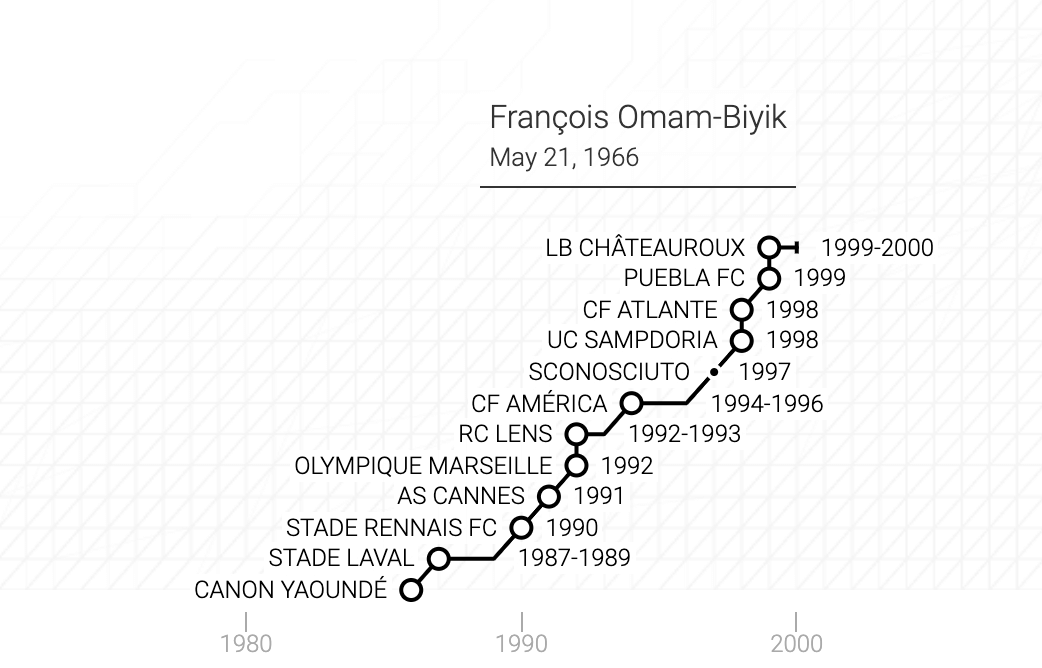 François Omam-Biyik
May 21, 1966
LB CHÂTEAUROUX 1999-2000
PUEBLA FC 1999
CF ATLANTE 1998
UC SAMPDORIA 1998
SCONOSCIUTO 1997
CF AMÉRICA 1994-1996
RC LENS 1992-1993
OLYMPIQUE MARSEILLE 1992
AS CANNES 1991
STADE RENNAIS FC 1990
STADE LAVAL 1987-1989
CANON YAOUNDÉ
1980 1990 2000